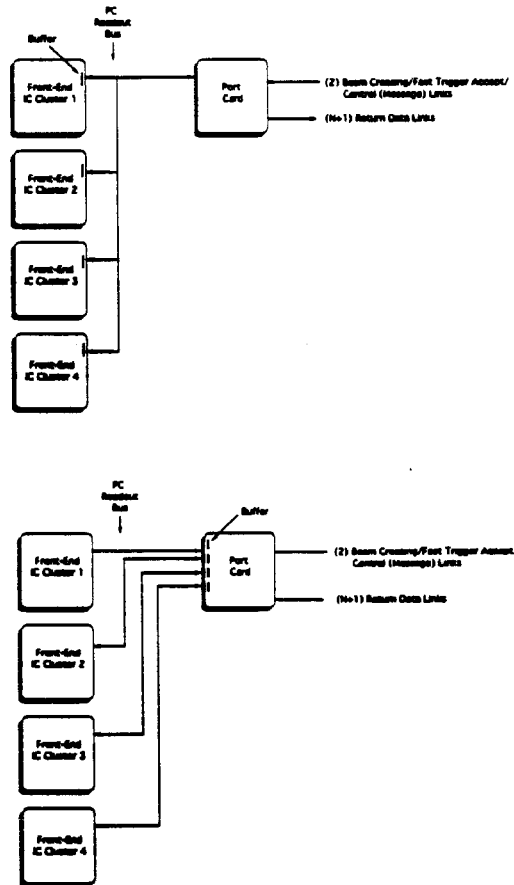 PC
Readout
Bus
Buffer
Front-End
IC Cluster 1
Port
Card
(2) Beam Crossing/Fast Trigger Accept/
Control (Message) Links
(N+1) Return Data Links
Front-End
IC Cluster 2
Front-End
IC Cluster 3
Front-End
IC Cluster 4
PC
Readout
Bus
Buffer
Front-End
IC Cluster 1
Port
Card
(2) Beam Crossing/Fast Trigger Accept
Control (Message) Links
(N+1) Return Data Links
Front-End
IC Cluster 2
Front-End
IC Cluster 3
Front-End
IC Cluster 4